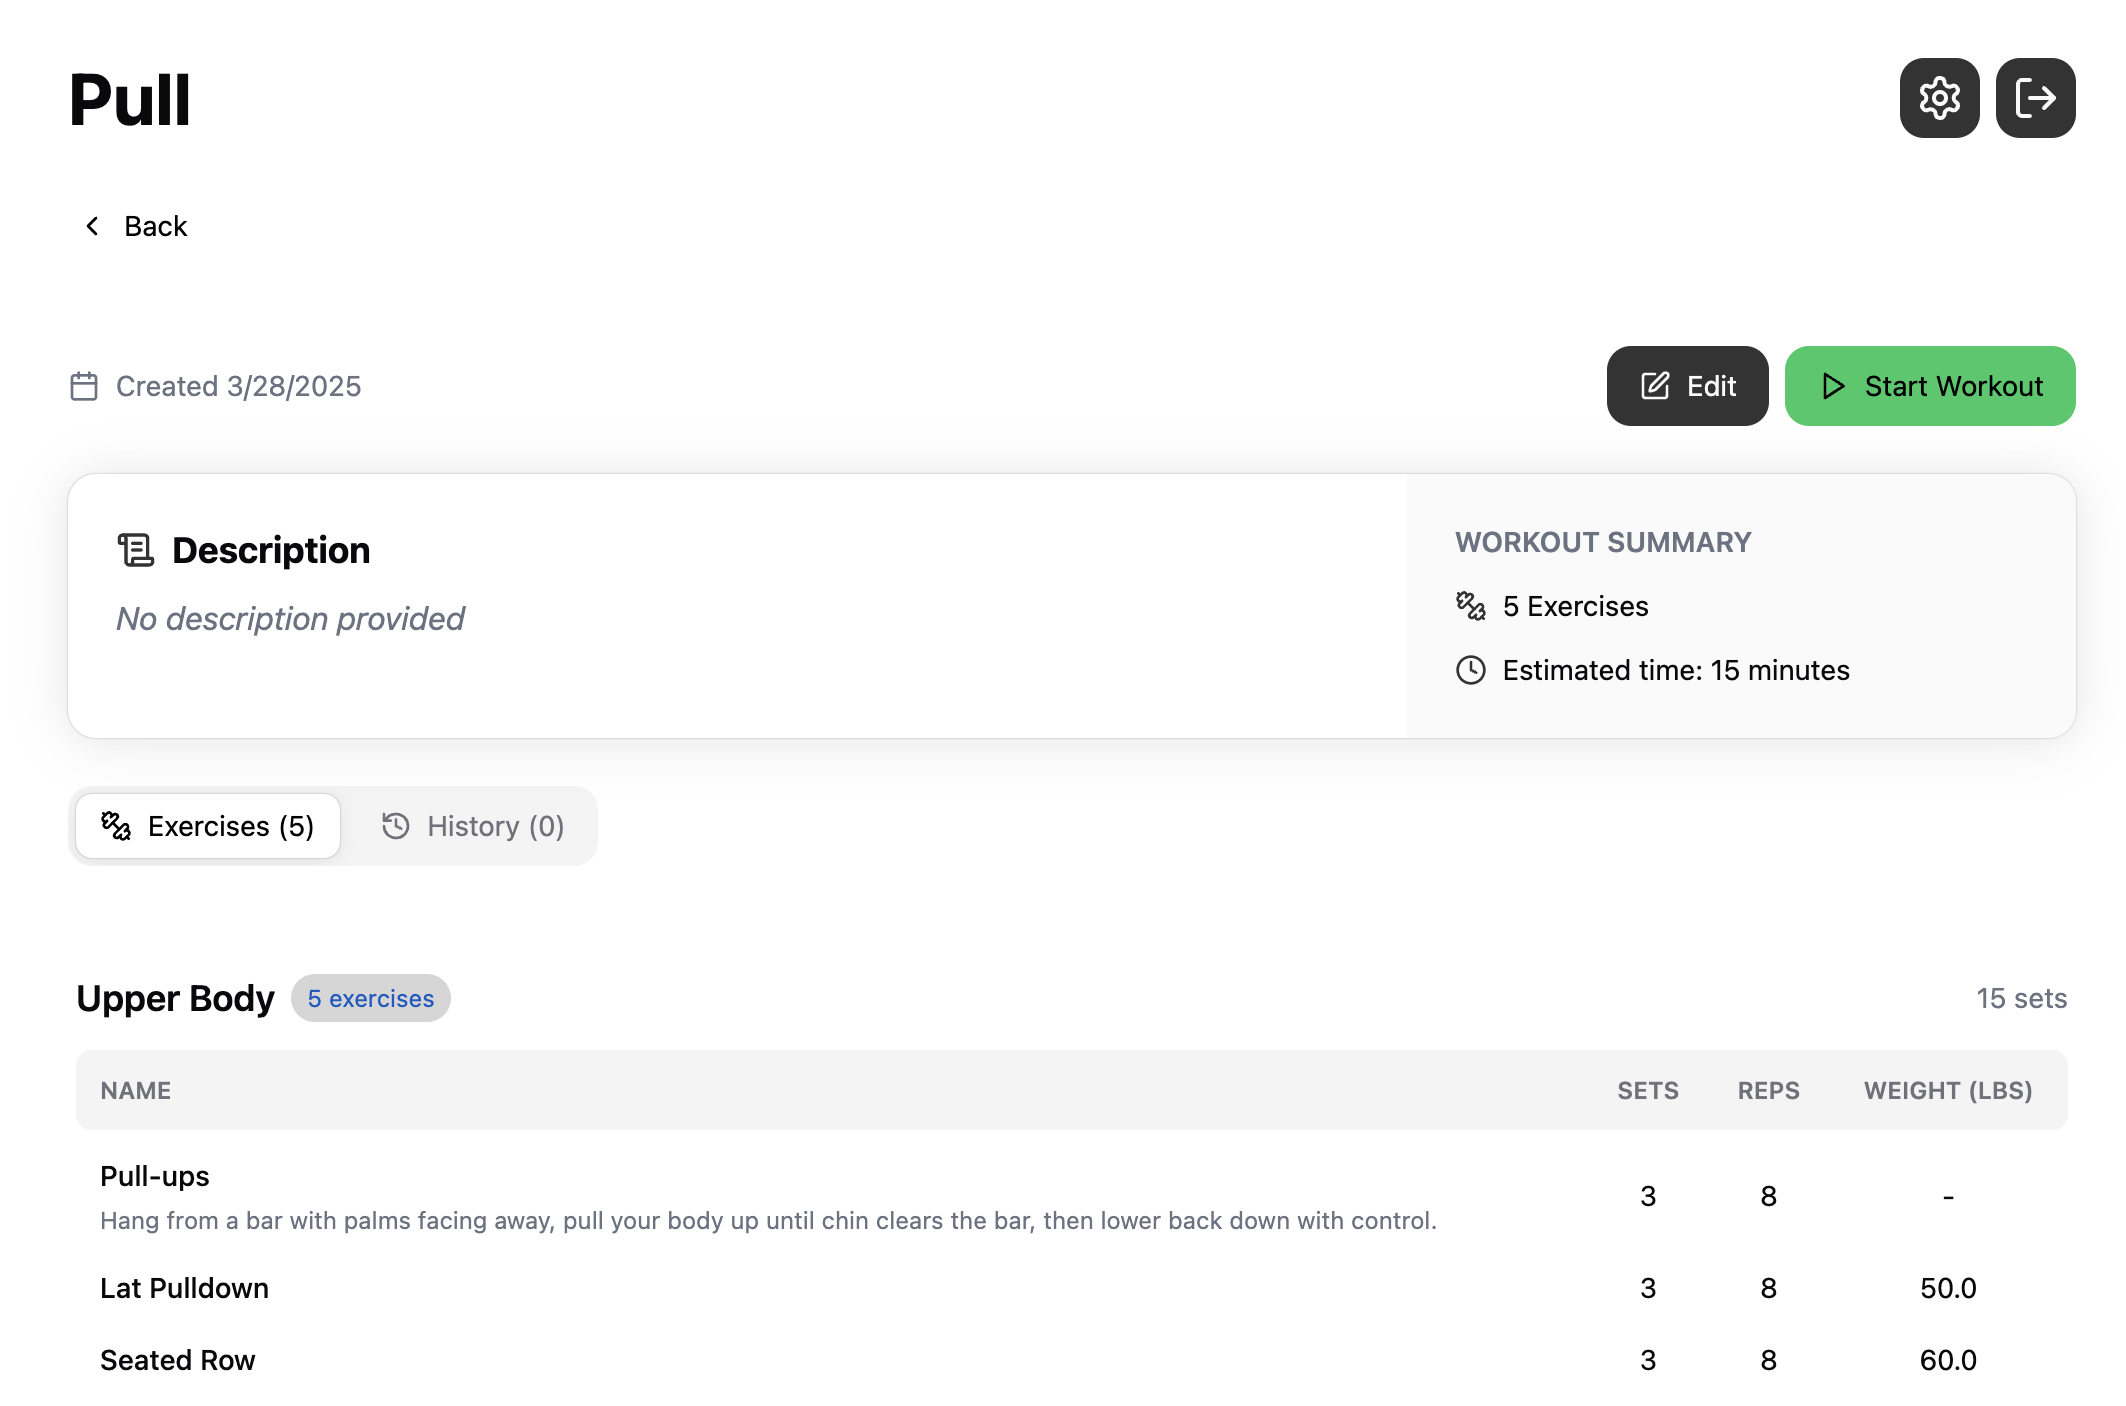 Pull
Back
Created 3/28/2025
Edit
Start Workout
Description
No description provided
WORKOUT SUMMARY
5 Exercises
Estimated time: 15 minutes
Exercises (5)
History (0)
Upper Body
5 exercises
15 sets
NAME SETS REPS WEIGHT (LBS)
Pull-ups
Hang from a bar with palms facing away, pull your body up until chin clears the bar, then lower back down with control.
3 8 -
Lat Pulldown 3 8 50.0
Seated Row 3 8 60.0